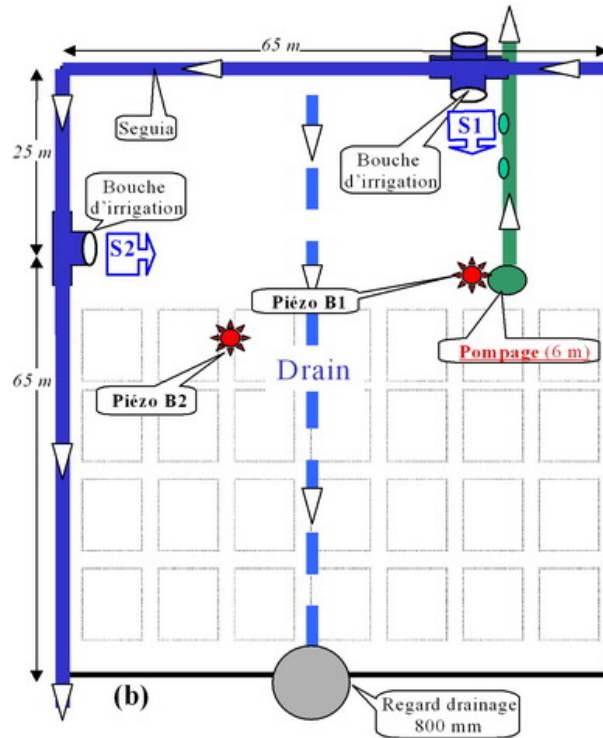 65 m
Seguia
S1
Bouche
d'irrigation
25 m
Bouche
d'irrigation
S2
Piézo B1
Pompage (6 m)
Drain
Piézo B2
65 m
(b)
Regard drainage
800 mm